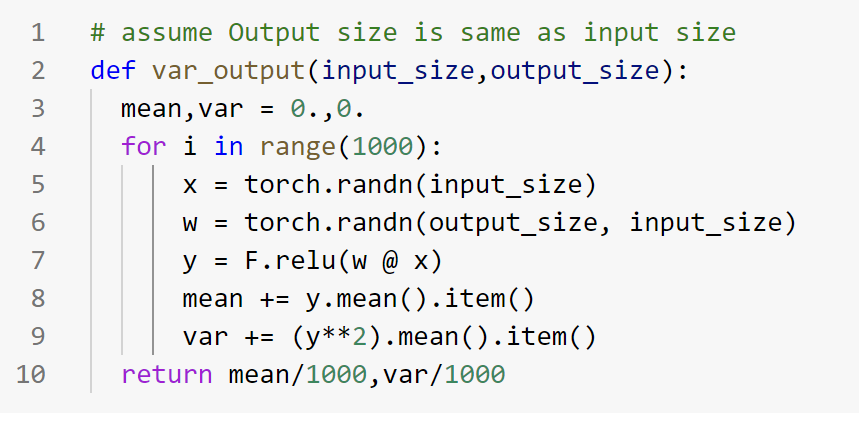 1 # assume Output size is same as input size
2 def var_output(input_size,output_size):
3 mean,var = 0.,0.
4 for i in range(1000):
5 x = torch.randn(input_size)
6 w = torch.randn(output_size, input_size)
7 y = F.relu(w @ x)
8 mean += y.mean().item()
9 var += (y**2).mean().item()
10 return mean/1000,var/1000